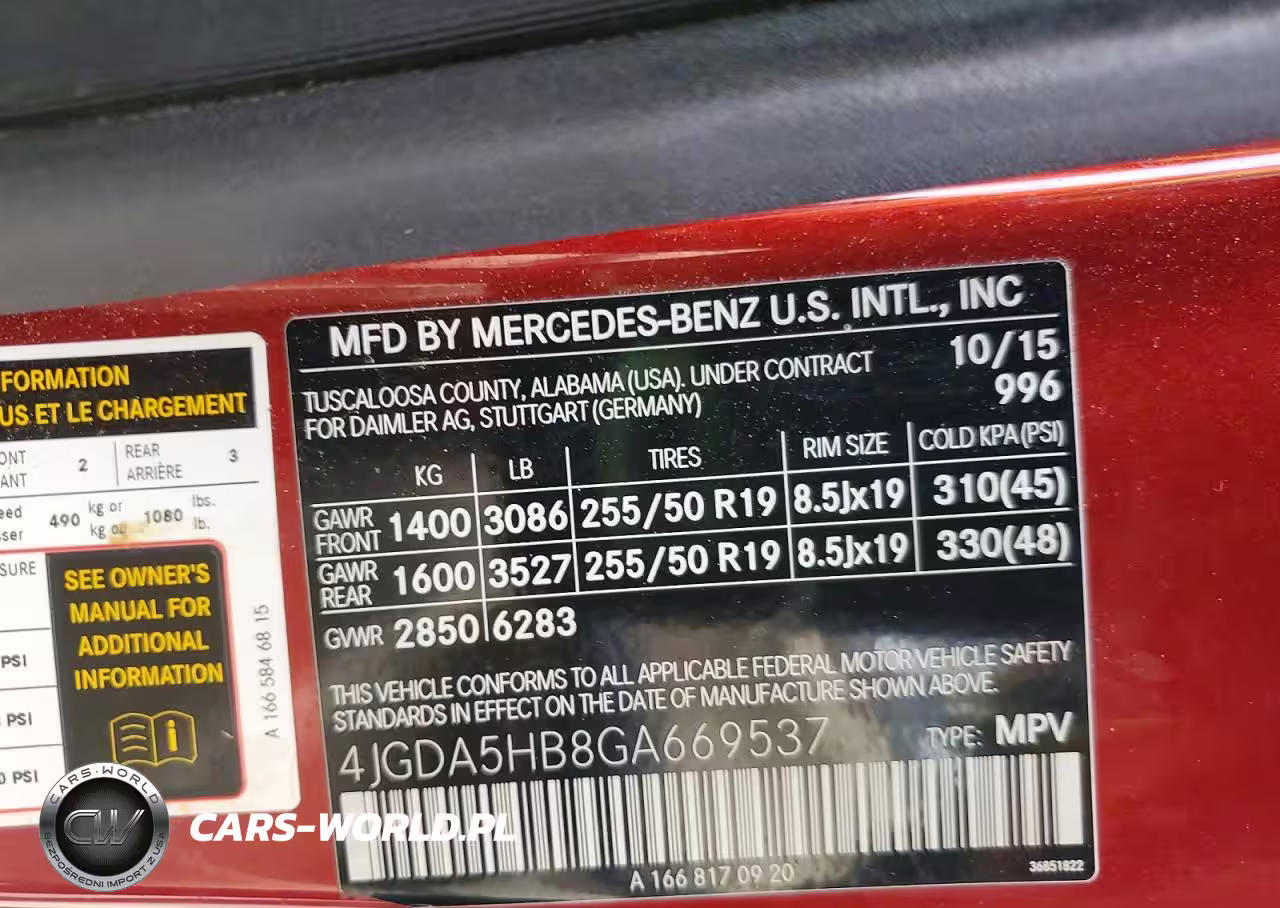 FORMATION
US ET LE CHARGEMENT
ONT
ANT
2
REAR
ARRIÈRE
3
eed
sser
490
kg or
kg ou
1080
lbs.
lb.
SURE
PSI
PSI
0 PSI
SEE OWNER'S
MANUAL FOR
ADDITIONAL
INFORMATION
A 166 584 68 15
MFD BY MERCEDES-BENZ U.S. INTL., INC
TUSCALOOSA COUNTY, ALABAMA (USA). UNDER CONTRACT
FOR DAIMLER AG, STUTTGART (GERMANY)
10/15
996
KG LB TIRES RIM SIZE COLD KPA (PSI)
GAWR FRONT 1400 3086 255/50 R19 8.5Jx19 310(45)
GAWR REAR 1600 3527 255/50 R19 8.5Jx19 330(48)
GVWR 2850 6283
THIS VEHICLE CONFORMS TO ALL APPLICABLE FEDERAL MOTOR VEHICLE SAFETY
STANDARDS IN EFFECT ON THE DATE OF MANUFACTURE SHOWN ABOVE.
4JGDA5HB8GA669537 TYPE: MPV
A 166 817 09 20
36851822
CARS-WORLD
CW
BEZPOŚREDNI IMPORT Z USA
CARS-WORLD.PL